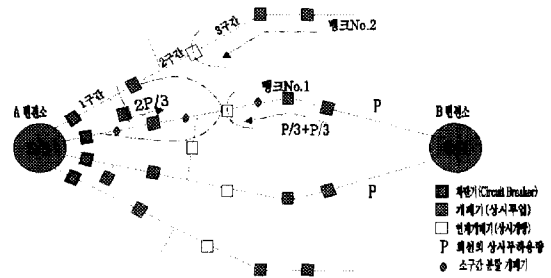 3구간
뱅크No.2
2구간
1구간
뱅크No.1
A 변전소
2P/3
P
B 변전소
P/3+P/3
P
차단기(Circuit Breaker)
개폐기(상시투입)
연계개폐기(상시개방)
P 회선의 상시부하용량
소구간 분할 개폐기